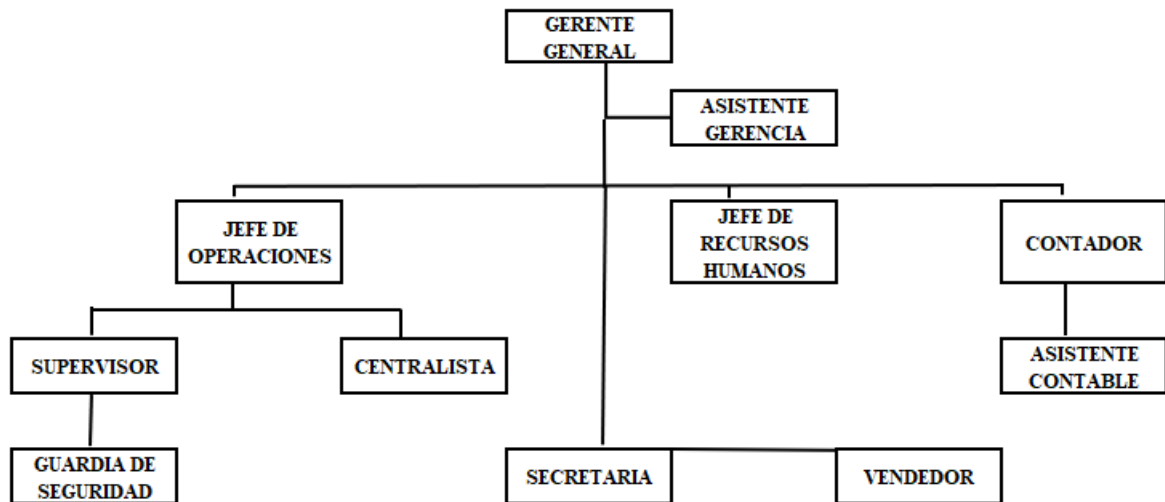 GERENTE
GENERAL
ASISTENTE
GERENCIA
JEFE DE
OPERACIONES
JEFE DE
RECURSOS
HUMANOS
CONTADOR
SUPERVISOR
CENTRALISTA
ASISTENTE
CONTABLE
GUARDIA DE
SEGURIDAD
SECRETARIA
VENDEDOR